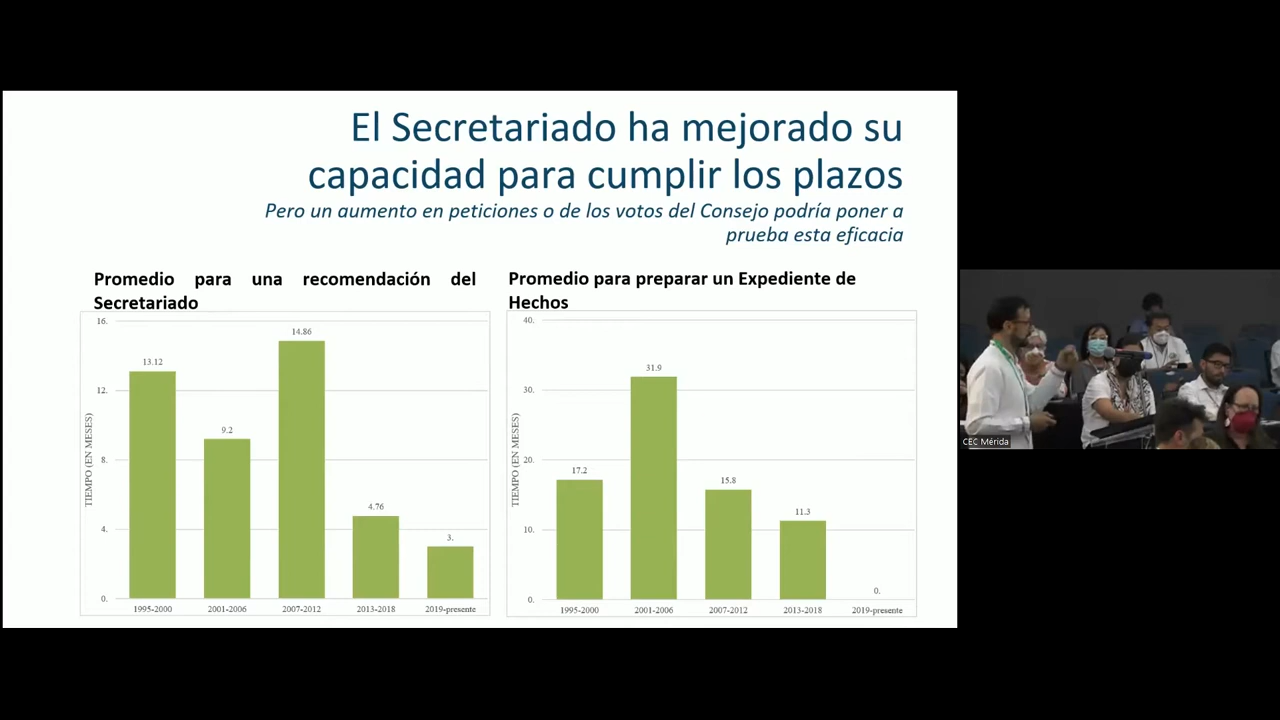 El Secretariado ha mejorado su
capacidad para cumplir los plazos
Pero un aumento en peticiones o de los votos del Consejo podría poner a
prueba esta eficacia
Promedio para una recomendación del
Secretariado
16.
12.
8.
4.
0.
TIEMPO (EN MESES)
13.12
9.2
14.86
4.76
3.
1995-2000
2001-2006
2007-2012
2013-2018
2019-presente
Promedio para preparar un Expediente de
Hechos
40.
30.
20.
10.
0.
TIEMPO (EN MESES)
17.2
31.9
15.8
11.3
0.
1995-2000
2001-2006
2007-2012
2013-2018
2019-presente
CEC Mérida